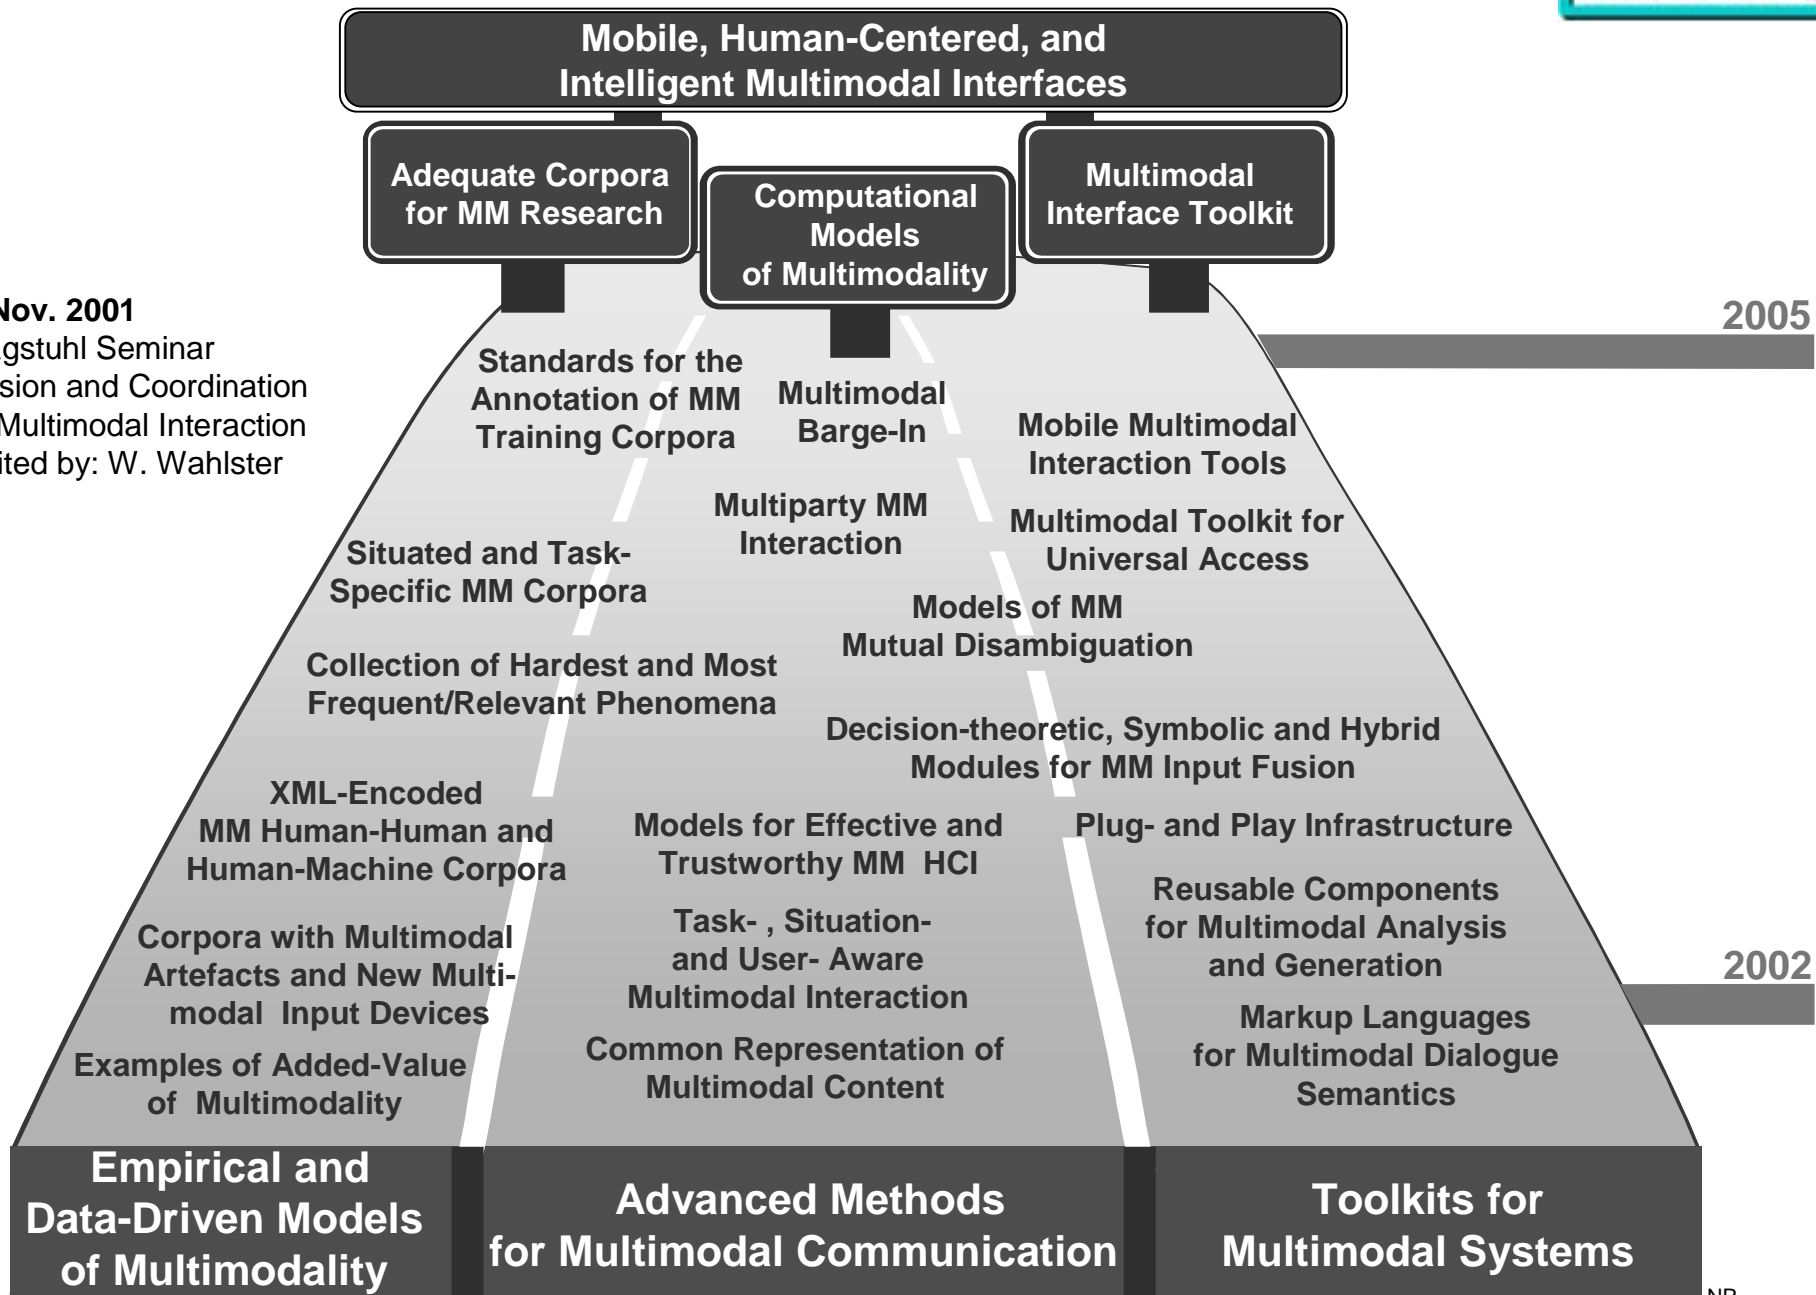 Mobile, Human-Centered, and
Intelligent Multimodal Interfaces
Adequate Corpora
for MM Research
Computational
Models
of Multimodality
Multimodal
Interface Toolkit
Nov. 2001
Seminar
and Coordination
Multimodal Interaction
by: W. Wahlster
2005
Standards for the
Annotation of MM
Training Corpora
Multimodal
Barge-In
Mobile Multimodal
Interaction Tools
Multiparty MM
Interaction
Multimodal Toolkit for
Universal Access
Situated and Task-
Specific MM Corpora
Models of MM
Mutual Disambiguation
Collection of Hardest and Most
Frequent/Relevant Phenomena
Decision-theoretic, Symbolic and Hybrid
Modules for MM Input Fusion
XML-Encoded
MM Human-Human and
Human-Machine Corpora
Models for Effective and
Trustworthy MM HCI
Plug- and Play Infrastructure
Reusable Components
for Multimodal Analysis
and Generation
Corpora with Multimodal
Artefacts and New Multi-
modal Input Devices
Task- , Situation-
and User- Aware
Multimodal Interaction
2002
Markup Languages
for Multimodal Dialogue
Semantics
Examples of Added-Value
of Multimodality
Common Representation of
Multimodal Content
Empirical and
Data-Driven Models
of Multimodality
Advanced Methods
for Multimodal Communication
Toolkits for
Multimodal Systems